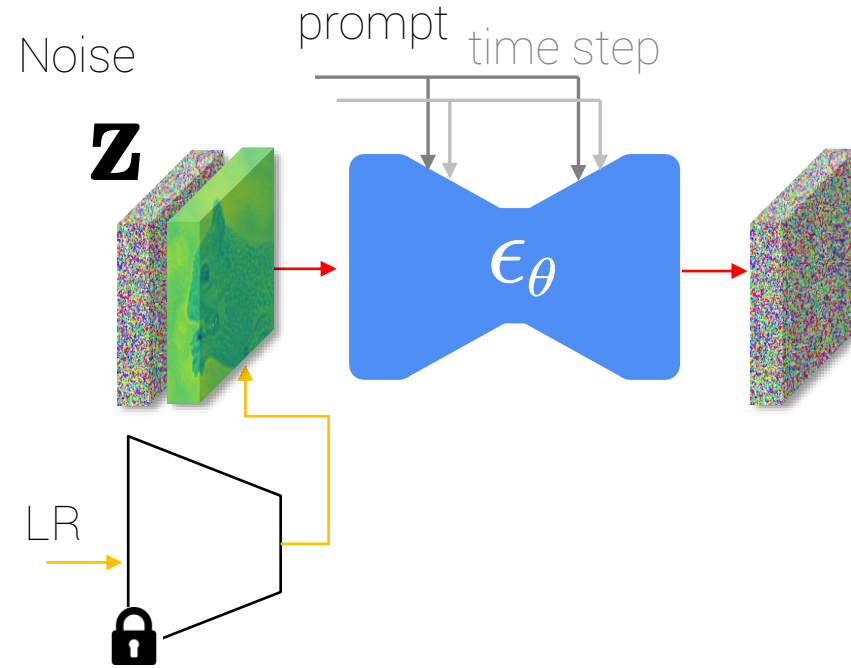 prompt
time step
Noise
z
ϵθ
LR